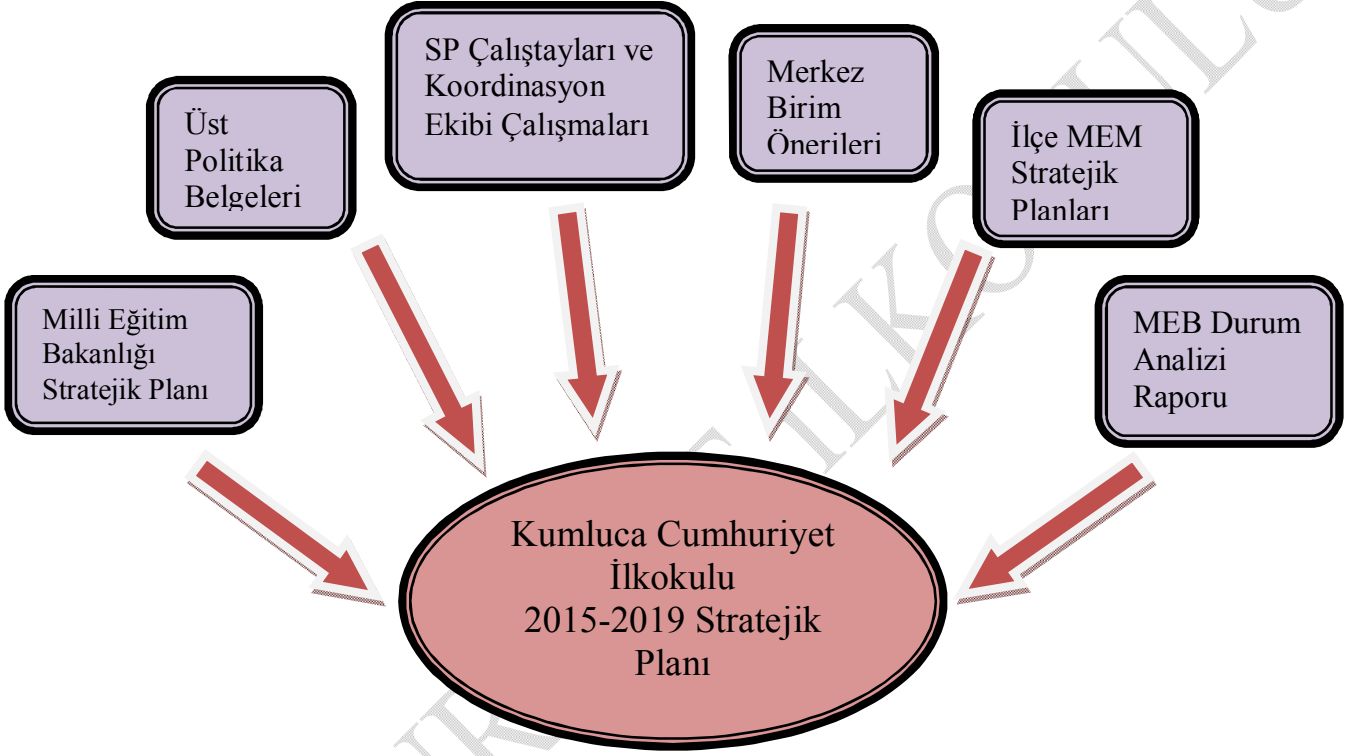 Milli Eğitim
Bakanlığı
Stratejik Planı
Üst
Politika
Belgeleri
SP Çalıştayları ve
Koordinasyon
Ekibi Çalışmaları
Merkez
Birim
Önerileri
İlçe MEM
Stratejik
Planları
MEB Durum
Analizi
Raporu
Kumluca Cumhuriyet
İlkokulu
2015-2019 Stratejik
Planı